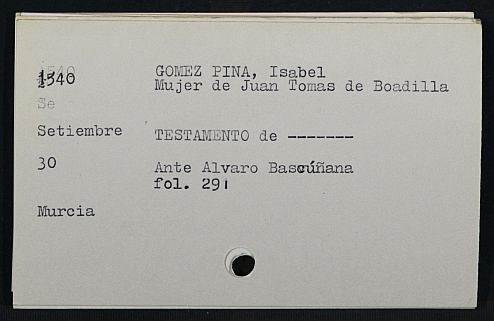 1540
GOMEZ PINA, Isabel
Mujer de Juan Tomas de Boadilla
Se
Setiembre
TESTAMENTO de -------
30
Ante Alvaro Bascúñana
fol. 291
Murcia